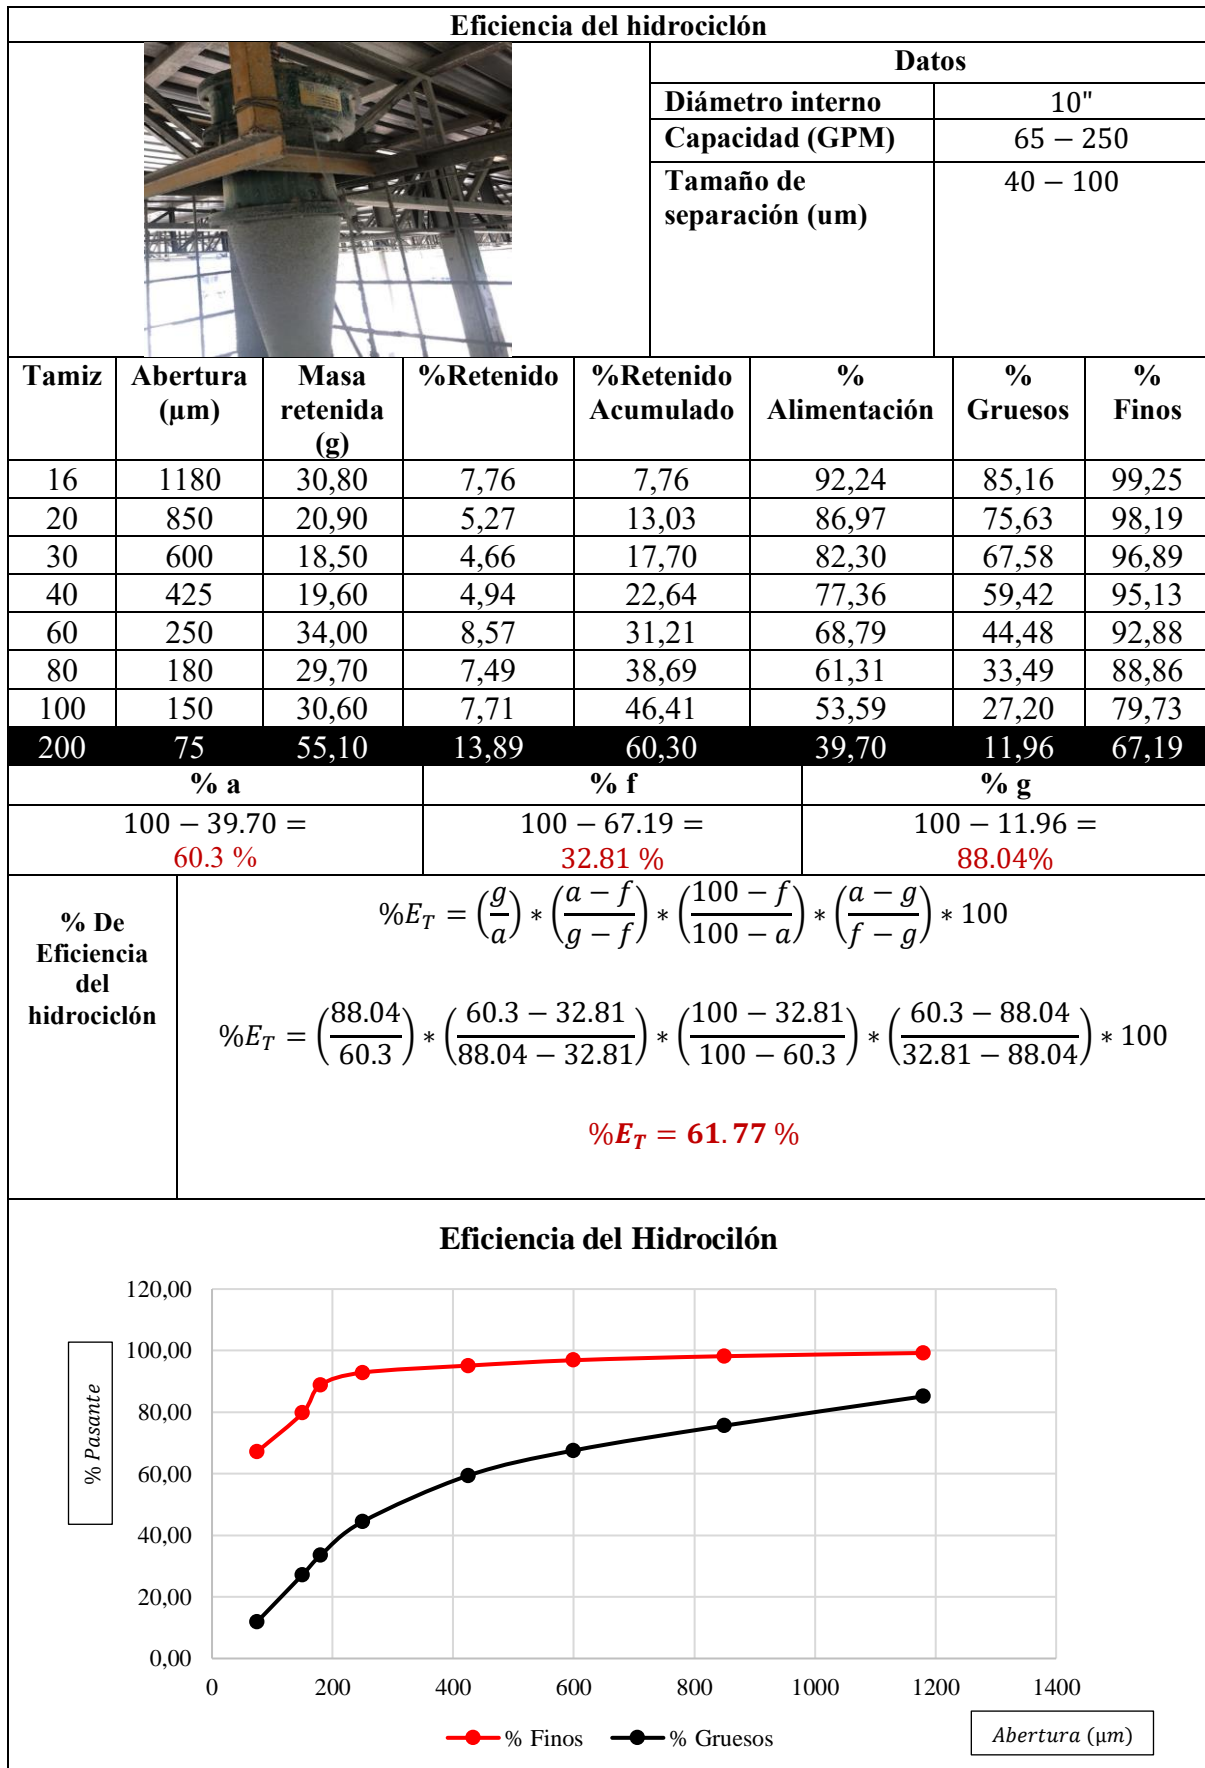 Eficiencia del hidrociclón
Datos
Diámetro interno 10"
Capacidad (GPM) 65 – 250
Tamaño de separación (um) 40 – 100
Tamiz Abertura (μm) Masa retenida (g) %Retenido %Retenido Acumulado % Alimentación % Gruesos % Finos
16 1180 30,80 7,76 7,76 92,24 85,16 99,25
20 850 20,90 5,27 13,03 86,97 75,63 98,19
30 600 18,50 4,66 17,70 82,30 67,58 96,89
40 425 19,60 4,94 22,64 77,36 59,42 95,13
60 250 34,00 8,57 31,21 68,79 44,48 92,88
80 180 29,70 7,49 38,69 61,31 33,49 88,86
100 150 30,60 7,71 46,41 53,59 27,20 79,73
200 75 55,10 13,89 60,30 39,70 11,96 67,19
% a % f % g
100 – 39.70 = 100 – 67.19 = 100 – 11.96 =
60.3 % 32.81 % 88.04%
% De Eficiencia del hidrociclón
%E_T = (g/a) * ((a – f)/(g – f)) * ((100 – f)/(100 – a)) * ((a – g)/(f – g)) * 100
%E_T = (88.04/60.3) * ((60.3 – 32.81)/(88.04 – 32.81)) * ((100 – 32.81)/(100 – 60.3)) * ((60.3 – 88.04)/(32.81 – 88.04)) * 100
%E_T = 61.77 %
Eficiencia del Hidrocilón
120,00
100,00
80,00
60,00
40,00
20,00
0,00
% Pasante
0 200 400 600 800 1000 1200 1400
% Finos % Gruesos
Abertura (μm)